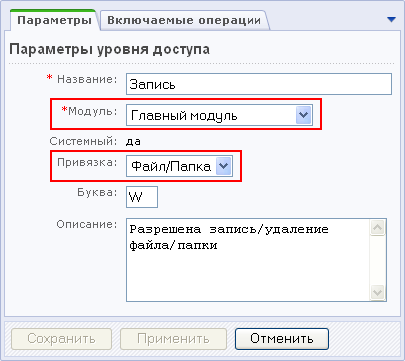 Параметры Включаемые операции
Параметры уровня доступа
* Название: Запись
*Модуль: Главный модуль
Системный: да
Привязка: Файл/Папка
Буква: W
Описание: Разрешена запись/удаление
файла/папки
Сохранить Применить Отменить